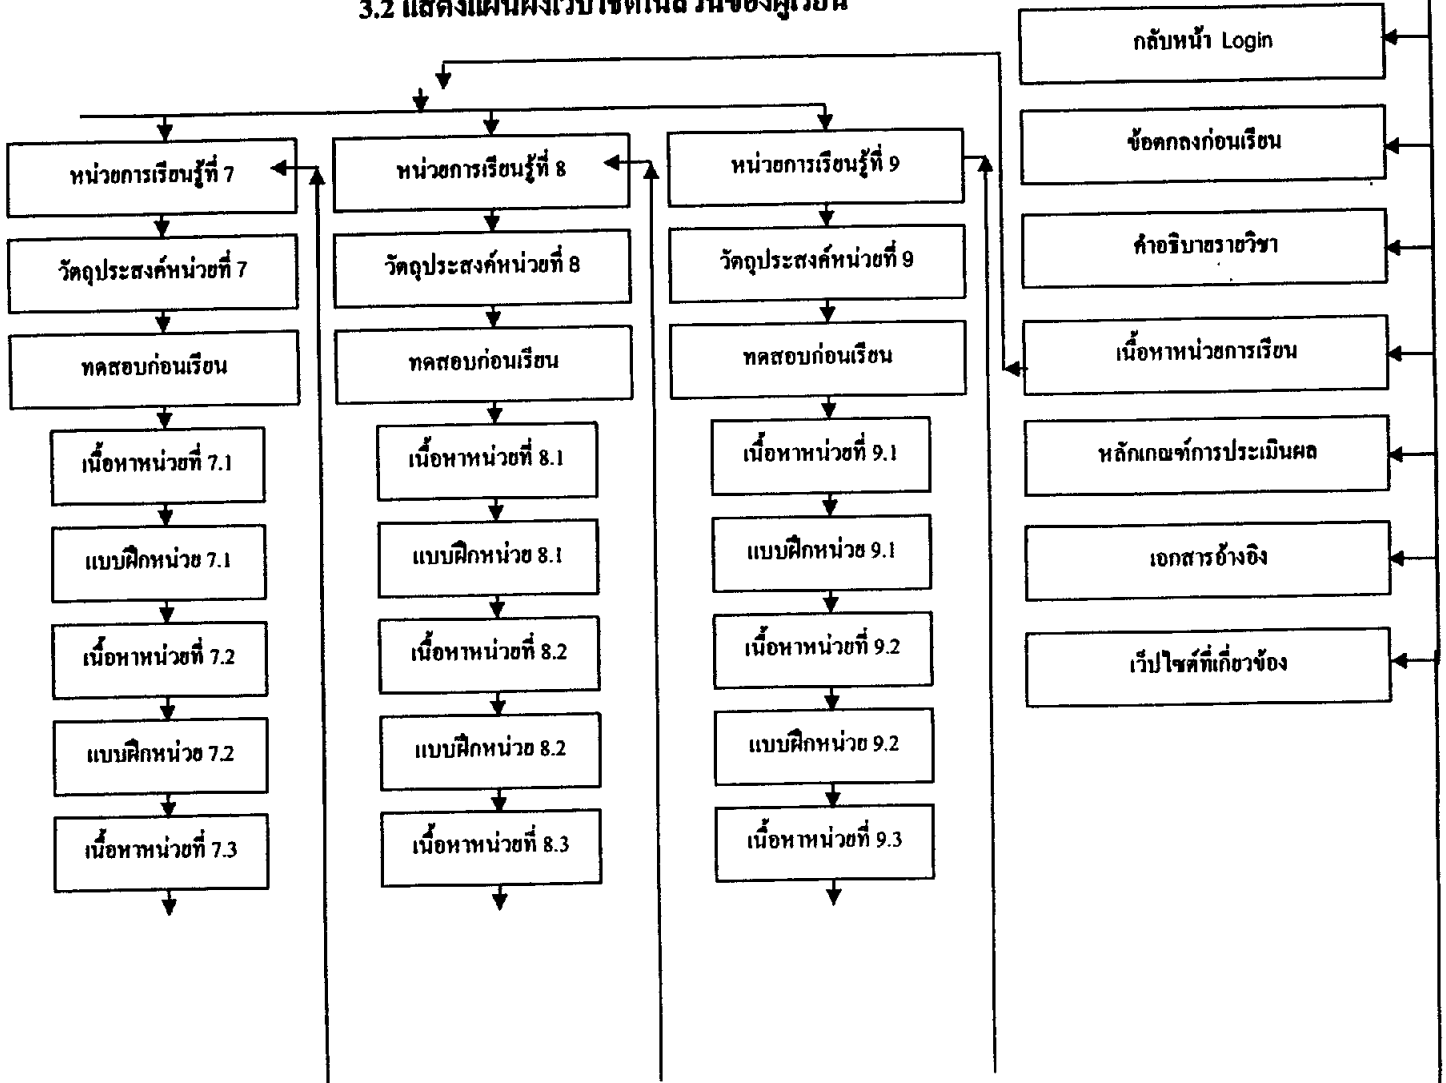 3.2 แสดงแผนผังเว็บไซต์ในส่วนของผู้เรียน
กลับหน้า Login
ข้อตกลงก่อนเรียน
คำอธิบายรายวิชา
เนื้อหาหน่วยการเรียน
หลักเกณฑ์การประเมินผล
เอกสารอ้างอิง
เว็ปไซต์ที่เกี่ยวข้อง
หน่วยการเรียนรู้ที่ 7
วัตถุประสงค์หน่วยที่ 7
ทดสอบก่อนเรียน
เนื้อหาหน่วยที่ 7.1
แบบฝึกหน่วย 7.1
เนื้อหาหน่วยที่ 7.2
แบบฝึกหน่วย 7.2
เนื้อหาหน่วยที่ 7.3
หน่วยการเรียนรู้ที่ 8
วัตถุประสงค์หน่วยที่ 8
ทดสอบก่อนเรียน
เนื้อหาหน่วยที่ 8.1
แบบฝึกหน่วย 8.1
เนื้อหาหน่วยที่ 8.2
แบบฝึกหน่วย 8.2
เนื้อหาหน่วยที่ 8.3
หน่วยการเรียนรู้ที่ 9
วัตถุประสงค์หน่วยที่ 9
ทดสอบก่อนเรียน
เนื้อหาหน่วยที่ 9.1
แบบฝึกหน่วย 9.1
เนื้อหาหน่วยที่ 9.2
แบบฝึกหน่วย 9.2
เนื้อหาหน่วยที่ 9.3